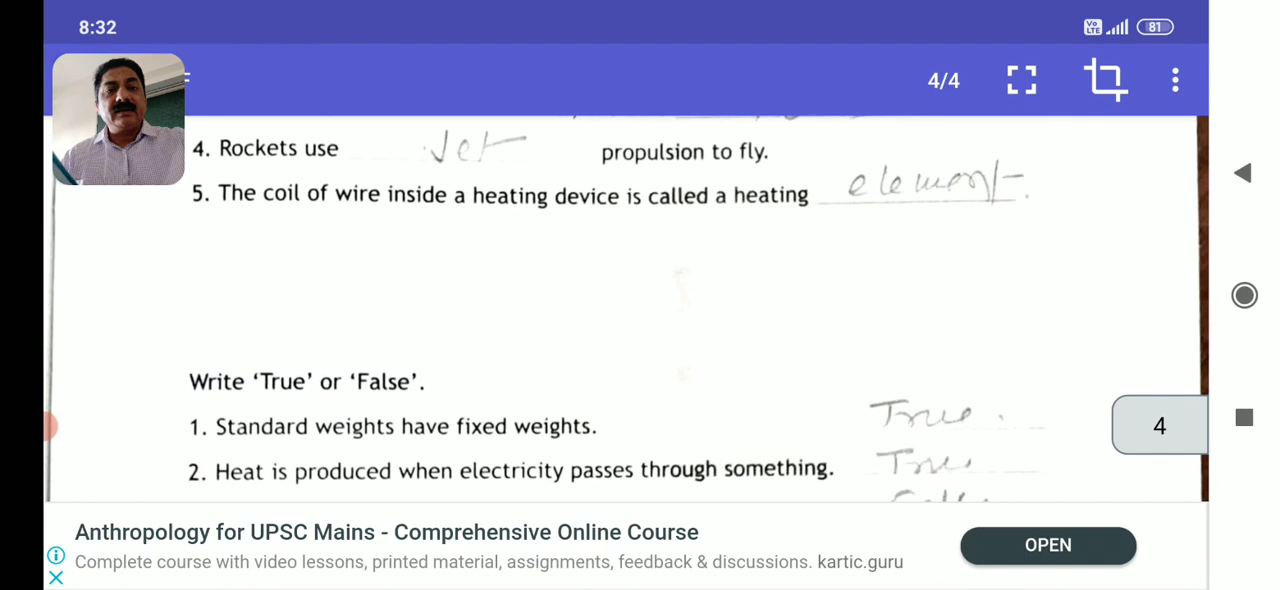 8:32
Vo LTE 81
4/4
4. Rockets use Jet propulsion to fly.
5. The coil of wire inside a heating device is called a heating element.
Write ‘True’ or ‘False’.
1. Standard weights have fixed weights. True.
4
2. Heat is produced when electricity passes through something. True
Anthropology for UPSC Mains - Comprehensive Online Course
OPEN
Complete course with video lessons, printed material, assignments, feedback & discussions. kartic.guru